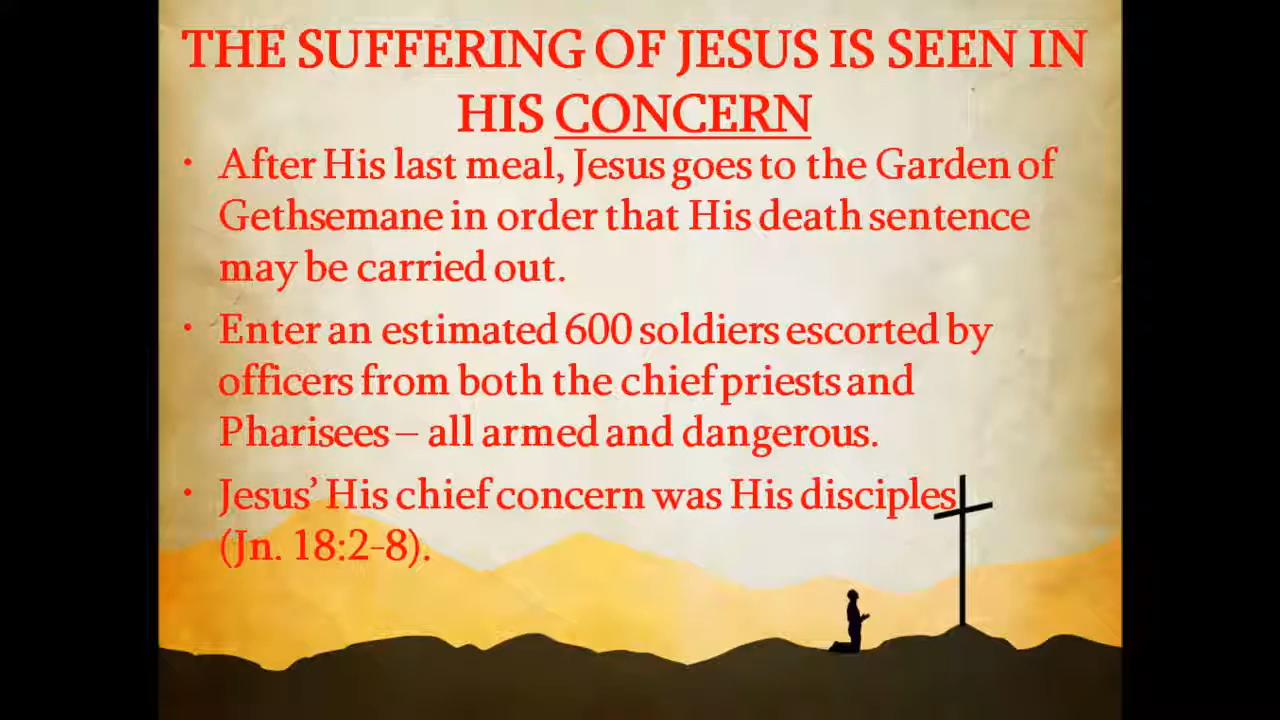 THE SUFFERING OF JESUS IS SEEN IN
HIS CONCERN
• After His last meal, Jesus goes to the Garden of
Gethsemane in order that His death sentence
may be carried out.
• Enter an estimated 600 soldiers escorted by
officers from both the chief priests and
Pharisees – all armed and dangerous.
• Jesus’ His chief concern was His disciples
(Jn. 18:2-8).